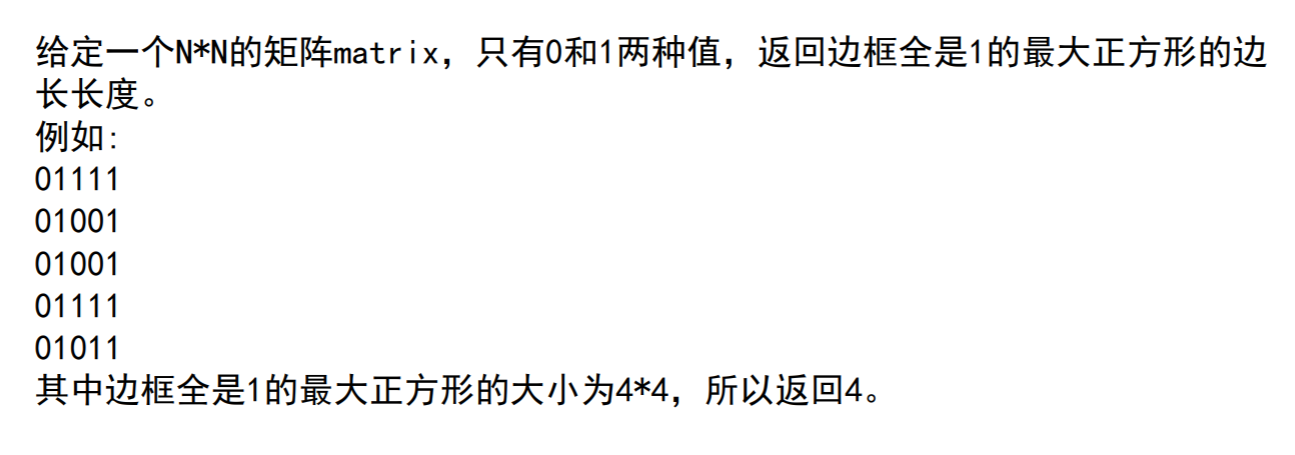 给定一个N*N的矩阵matrix，只有0和1两种值，返回边框全是1的最大正方形的边
长长度。
例如:
01111
01001
01001
01111
01011
其中边框全是1的最大正方形的大小为4*4，所以返回4。